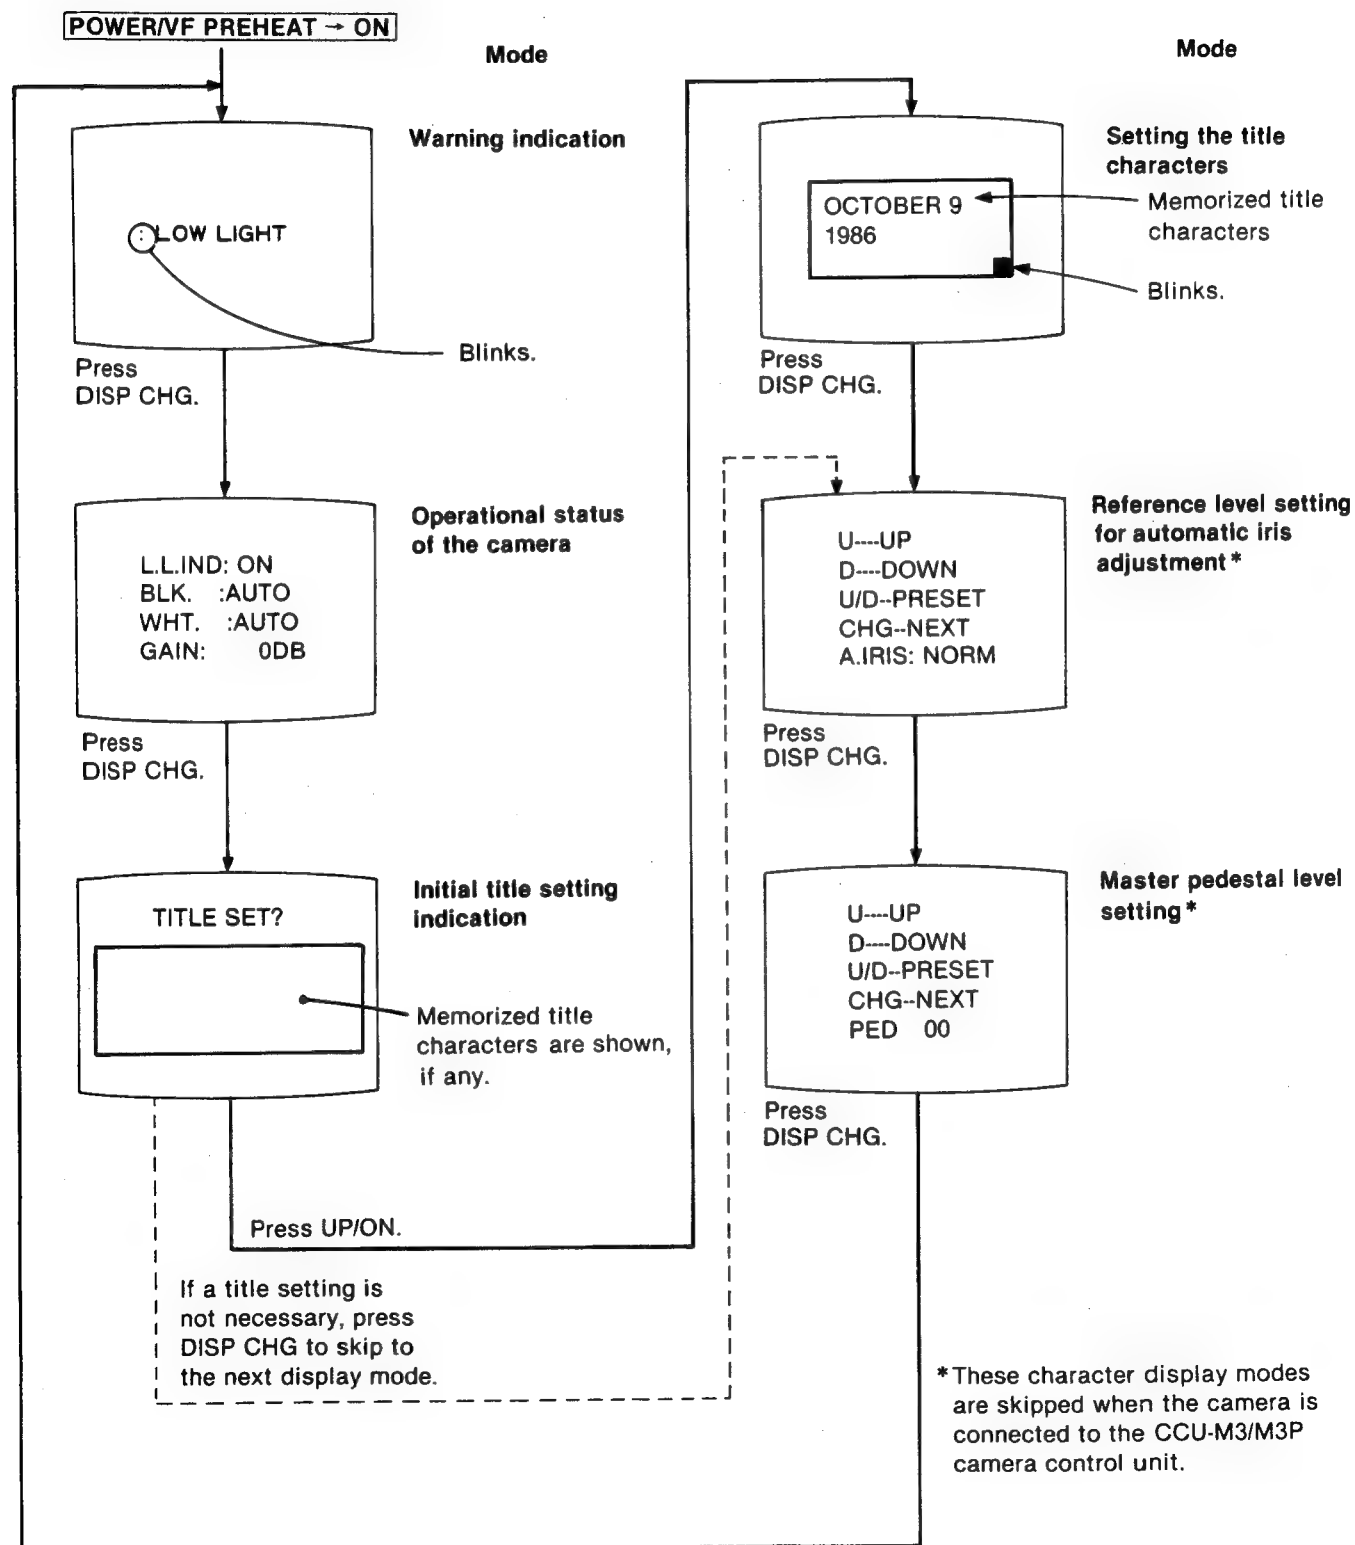 POWER/VF PREHEAT → ON
Mode
Warning indication
:LOW LIGHT
Blinks.
Press
DISP CHG.
Operational status
of the camera
L.L.IND: ON
BLK. :AUTO
WHT. :AUTO
GAIN: 0DB
Press
DISP CHG.
Initial title setting
indication
TITLE SET?
Memorized title
characters are shown,
if any.
Press UP/ON.
If a title setting is
not necessary, press
DISP CHG to skip to
the next display mode.
Mode
Setting the title
characters
OCTOBER 9
1986
Memorized title
characters
Blinks.
Press
DISP CHG.
Reference level setting
for automatic iris
adjustment*
U----UP
D----DOWN
U/D--PRESET
CHG--NEXT
A.IRIS: NORM
Press
DISP CHG.
Master pedestal level
setting*
U----UP
D----DOWN
U/D--PRESET
CHG--NEXT
PED 00
Press
DISP CHG.
*These character display modes
are skipped when the camera is
connected to the CCU-M3/M3P
camera control unit.